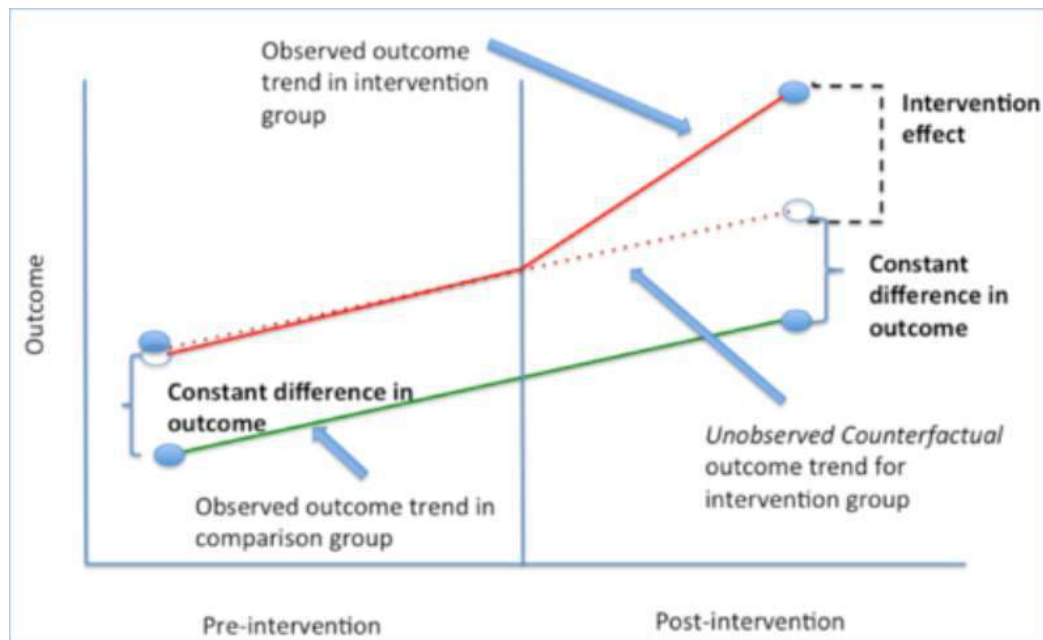 Observed outcome
trend in intervention
group
Intervention
effect
Outcome
Constant
difference in
outcome
Constant difference in
outcome
Unobserved Counterfactual
outcome trend for
intervention group
Observed outcome trend in
comparison group
Pre-intervention
Post-intervention